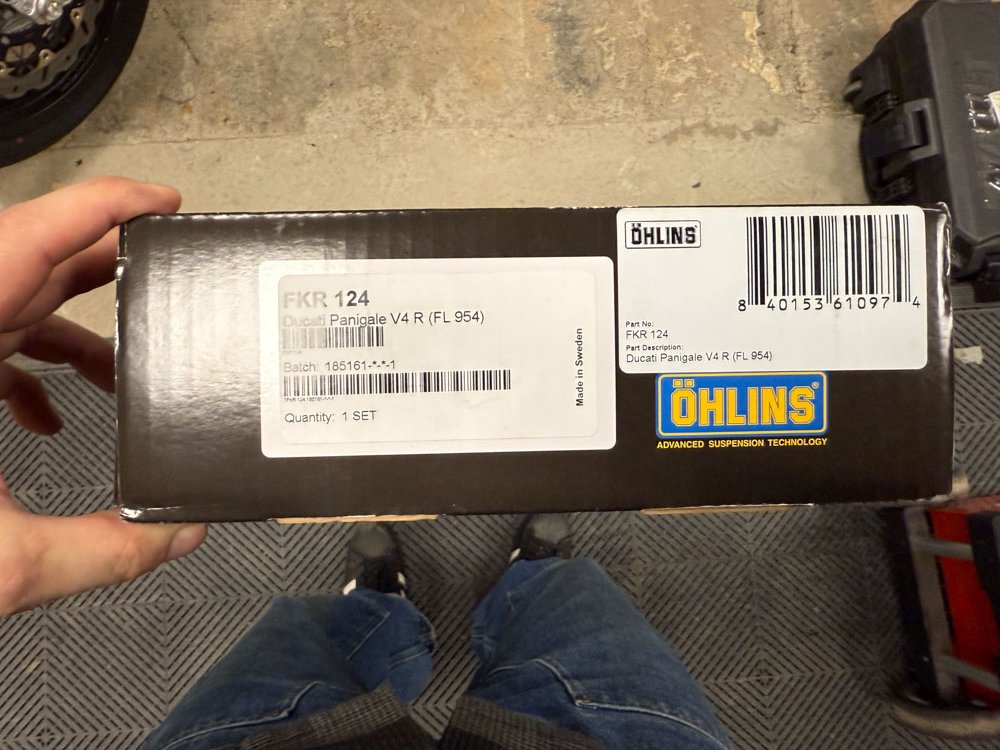 FKR 124
Ducati Panigale V4 R (FL 954)
Batch: 185161-*-*-1
Quantity: 1 SET
Made in Sweden
ÖHLINS
8 40153 61097 4
Part No:
FKR 124
Part Description:
Ducati Panigale V4 R (FL 954)
ÖHLINS®
ADVANCED SUSPENSION TECHNOLOGY